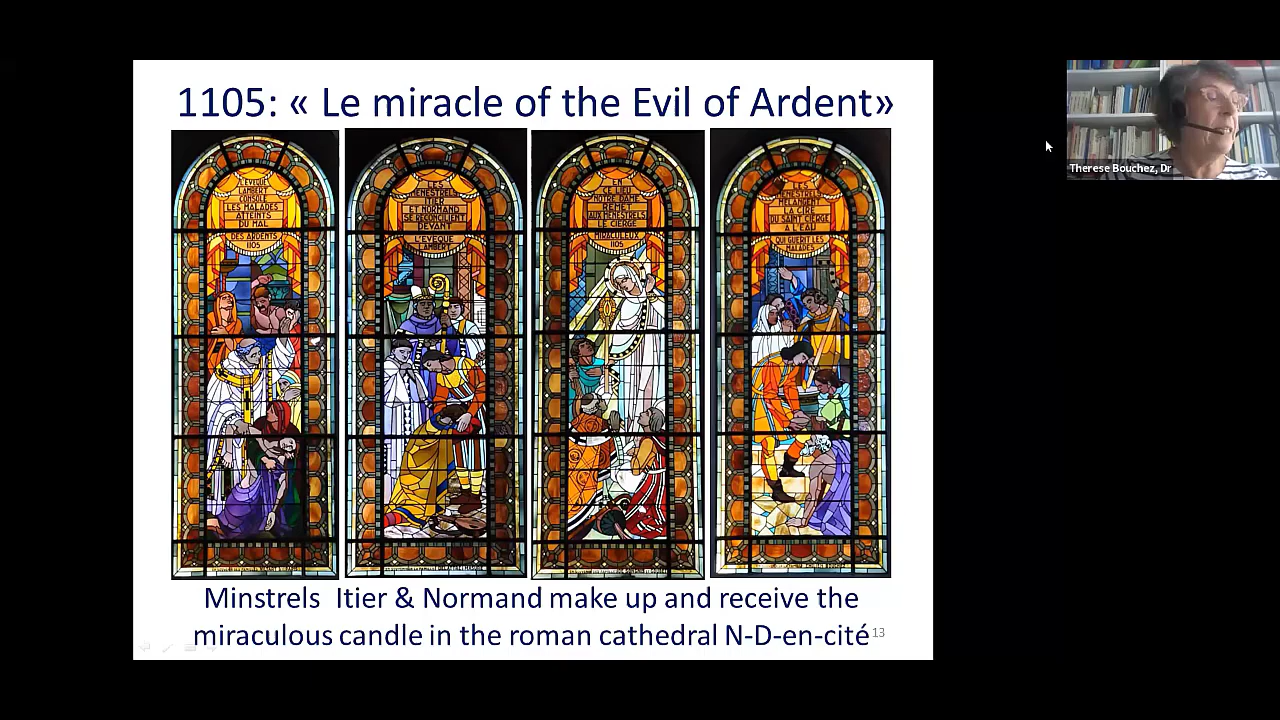 1105: « Le miracle of the Evil of Ardent»
L'EVEQUE
LAMBERT
CONSOLE
LES MALADES
ATTEINTS
DU MAL
DES ARDENTS
1105
LES
MENESTRELS
ITIER
ET NORMAND
SE RECONCILIENT
DEVANT
L'EVEQUE
LAMBERT
EN
CE LIEU
NOTRE DAME
REMET
AUX MENESTRELS
LE CIERGE
MIRACULEUX
1105
LES
MENESTRELS
MELANGENT
LA CIRE
DU SAINT CIERGE
A L'EAU
QUI GUERIT LES
MALADES
Minstrels Itier & Normand make up and receive the
miraculous candle in the roman cathedral N-D-en-cité
13
Therese Bouchez, Dr